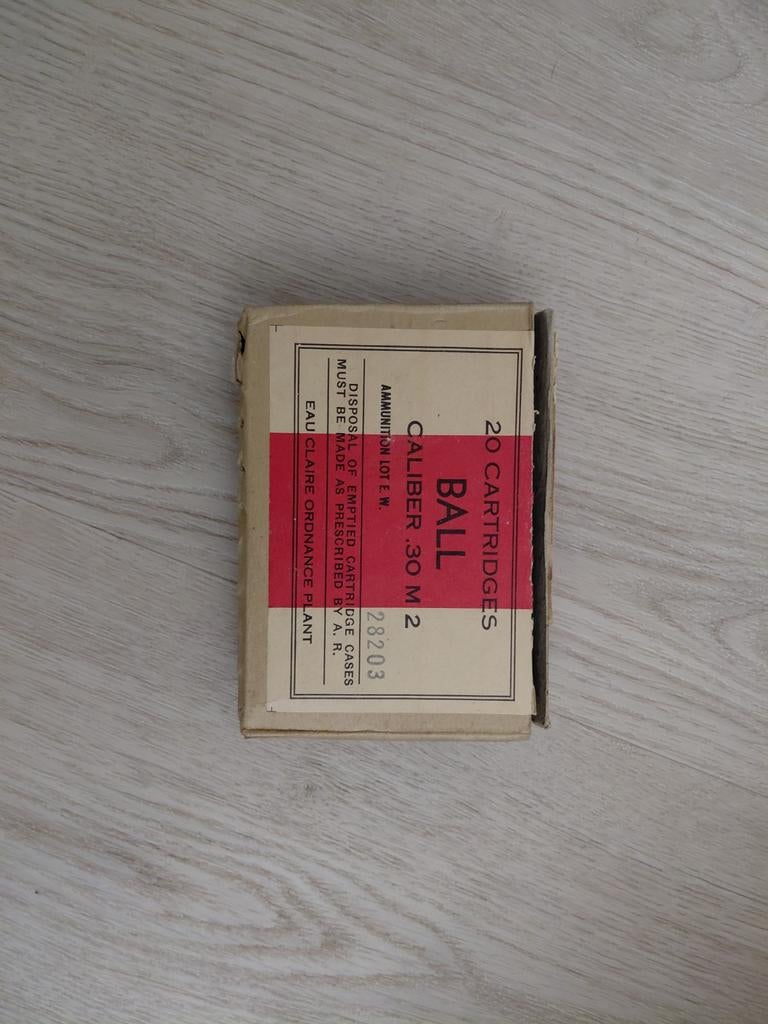 20 CARTRIDGES
BALL
CALIBER .30 M 2
AMMUNITION LOT E. W. 28203
DISPOSAL OF EMPTIED CARTRIDGE CASES
MUST BE MADE AS PRESCRIBED BY A. R.
EAU CLAIRE ORDNANCE PLANT